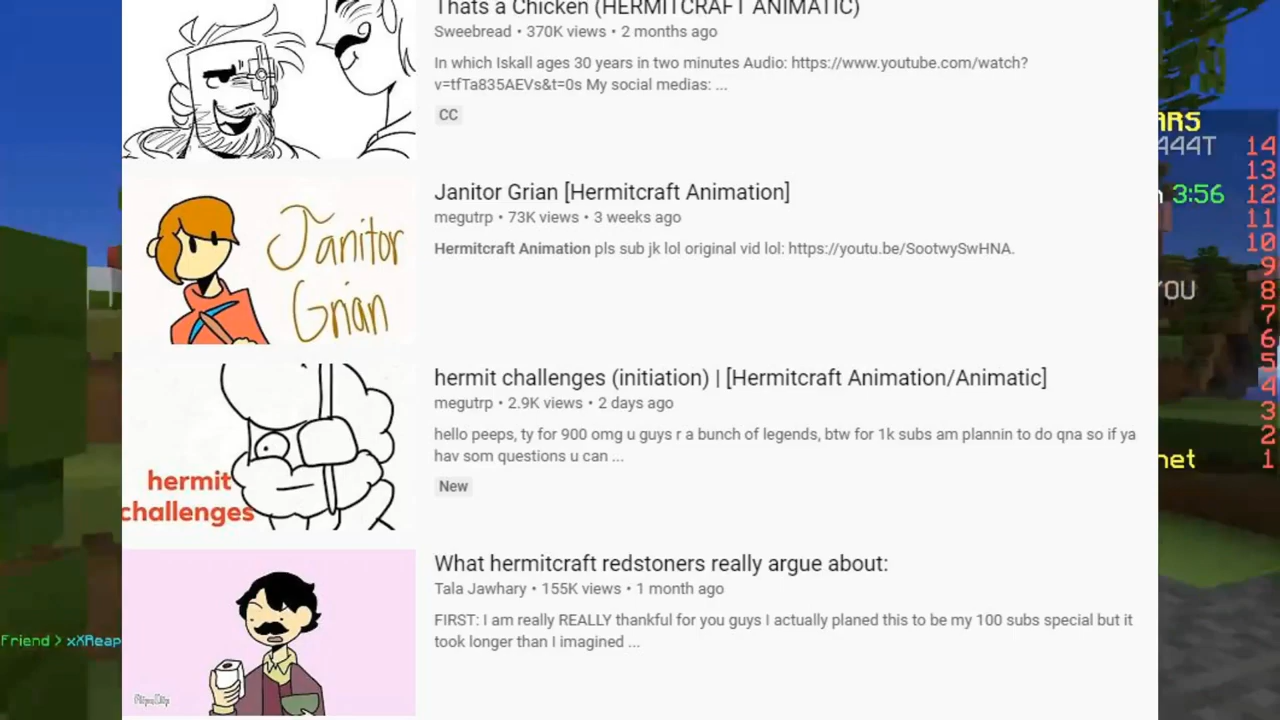 Thats a Chicken (HERMITCRAFT ANIMATIC)
Sweebread • 370K views • 2 months ago
In which Iskall ages 30 years in two minutes Audio: https://www.youtube.com/watch?
v=tfTa835AEVs&t=0s My social medias: ...
CC
Janitor
Grian
Janitor Grian [Hermitcraft Animation]
megutrp • 73K views • 3 weeks ago
Hermitcraft Animation pls sub jk lol original vid lol: https://youtu.be/SootwySwHNA.
hermit
challenges
hermit challenges (initiation) | [Hermitcraft Animation/Animatic]
megutrp • 2.9K views • 2 days ago
hello peeps, ty for 900 omg u guys r a bunch of legends, btw for 1k subs am plannin to do qna so if ya
hav som questions u can ...
New
What hermitcraft redstoners really argue about:
Tala Jawhary • 155K views • 1 month ago
FIRST: I am really REALLY thankful for you guys I actually planed this to be my 100 subs special but it
took longer than I imagined ...
Friend > xXReap
ARS
444T 14
13
3:56 12
11
10
9
YOU 8
7
6
5
4
3
2
net 1